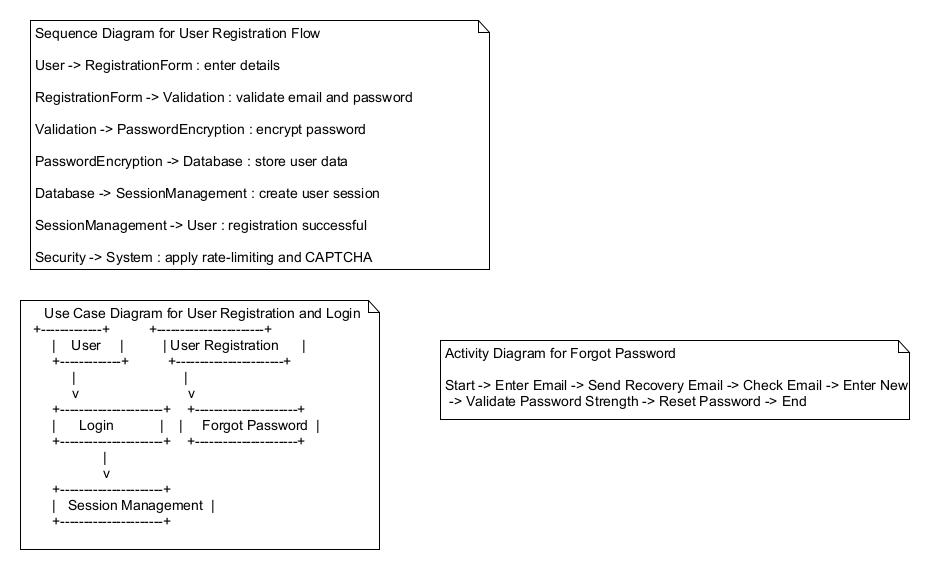 Sequence Diagram for User Registration Flow
User -> RegistrationForm : enter details
RegistrationForm -> Validation : validate email and password
Validation -> PasswordEncryption : encrypt password
PasswordEncryption -> Database : store user data
Database -> SessionManagement : create user session
SessionManagement -> User : registration successful
Security -> System : apply rate-limiting and CAPTCHA
Use Case Diagram for User Registration and Login
+-------------+ +-----------------------+
| User | | User Registration |
+-------------+ +-----------------------+
| |
v v
+----------------------+ +----------------------+
| Login | | Forgot Password |
+----------------------+ +----------------------+
|
v
+----------------------+
| Session Management |
+----------------------+
Activity Diagram for Forgot Password
Start -> Enter Email -> Send Recovery Email -> Check Email -> Enter New
-> Validate Password Strength -> Reset Password -> End